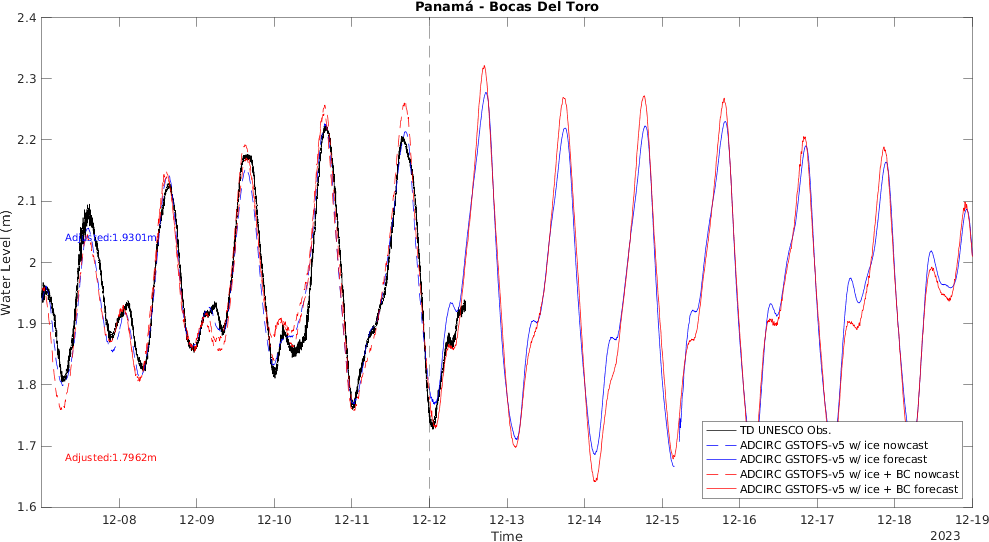 Panamá - Bocas Del Toro
2.4
2.3
2.2
2.1
2
1.9
1.8
1.7
1.6
Water Level (m)
Adjusted:1.9301m
Adjusted:1.7962m
TD UNESCO Obs.
ADCIRC GSTOFS-v5 w/ ice nowcast
ADCIRC GSTOFS-v5 w/ ice forecast
ADCIRC GSTOFS-v5 w/ ice + BC nowcast
ADCIRC GSTOFS-v5 w/ ice + BC forecast
12-08 12-09 12-10 12-11 12-12 12-13 12-14 12-15 12-16 12-17 12-18 12-19
Time
2023